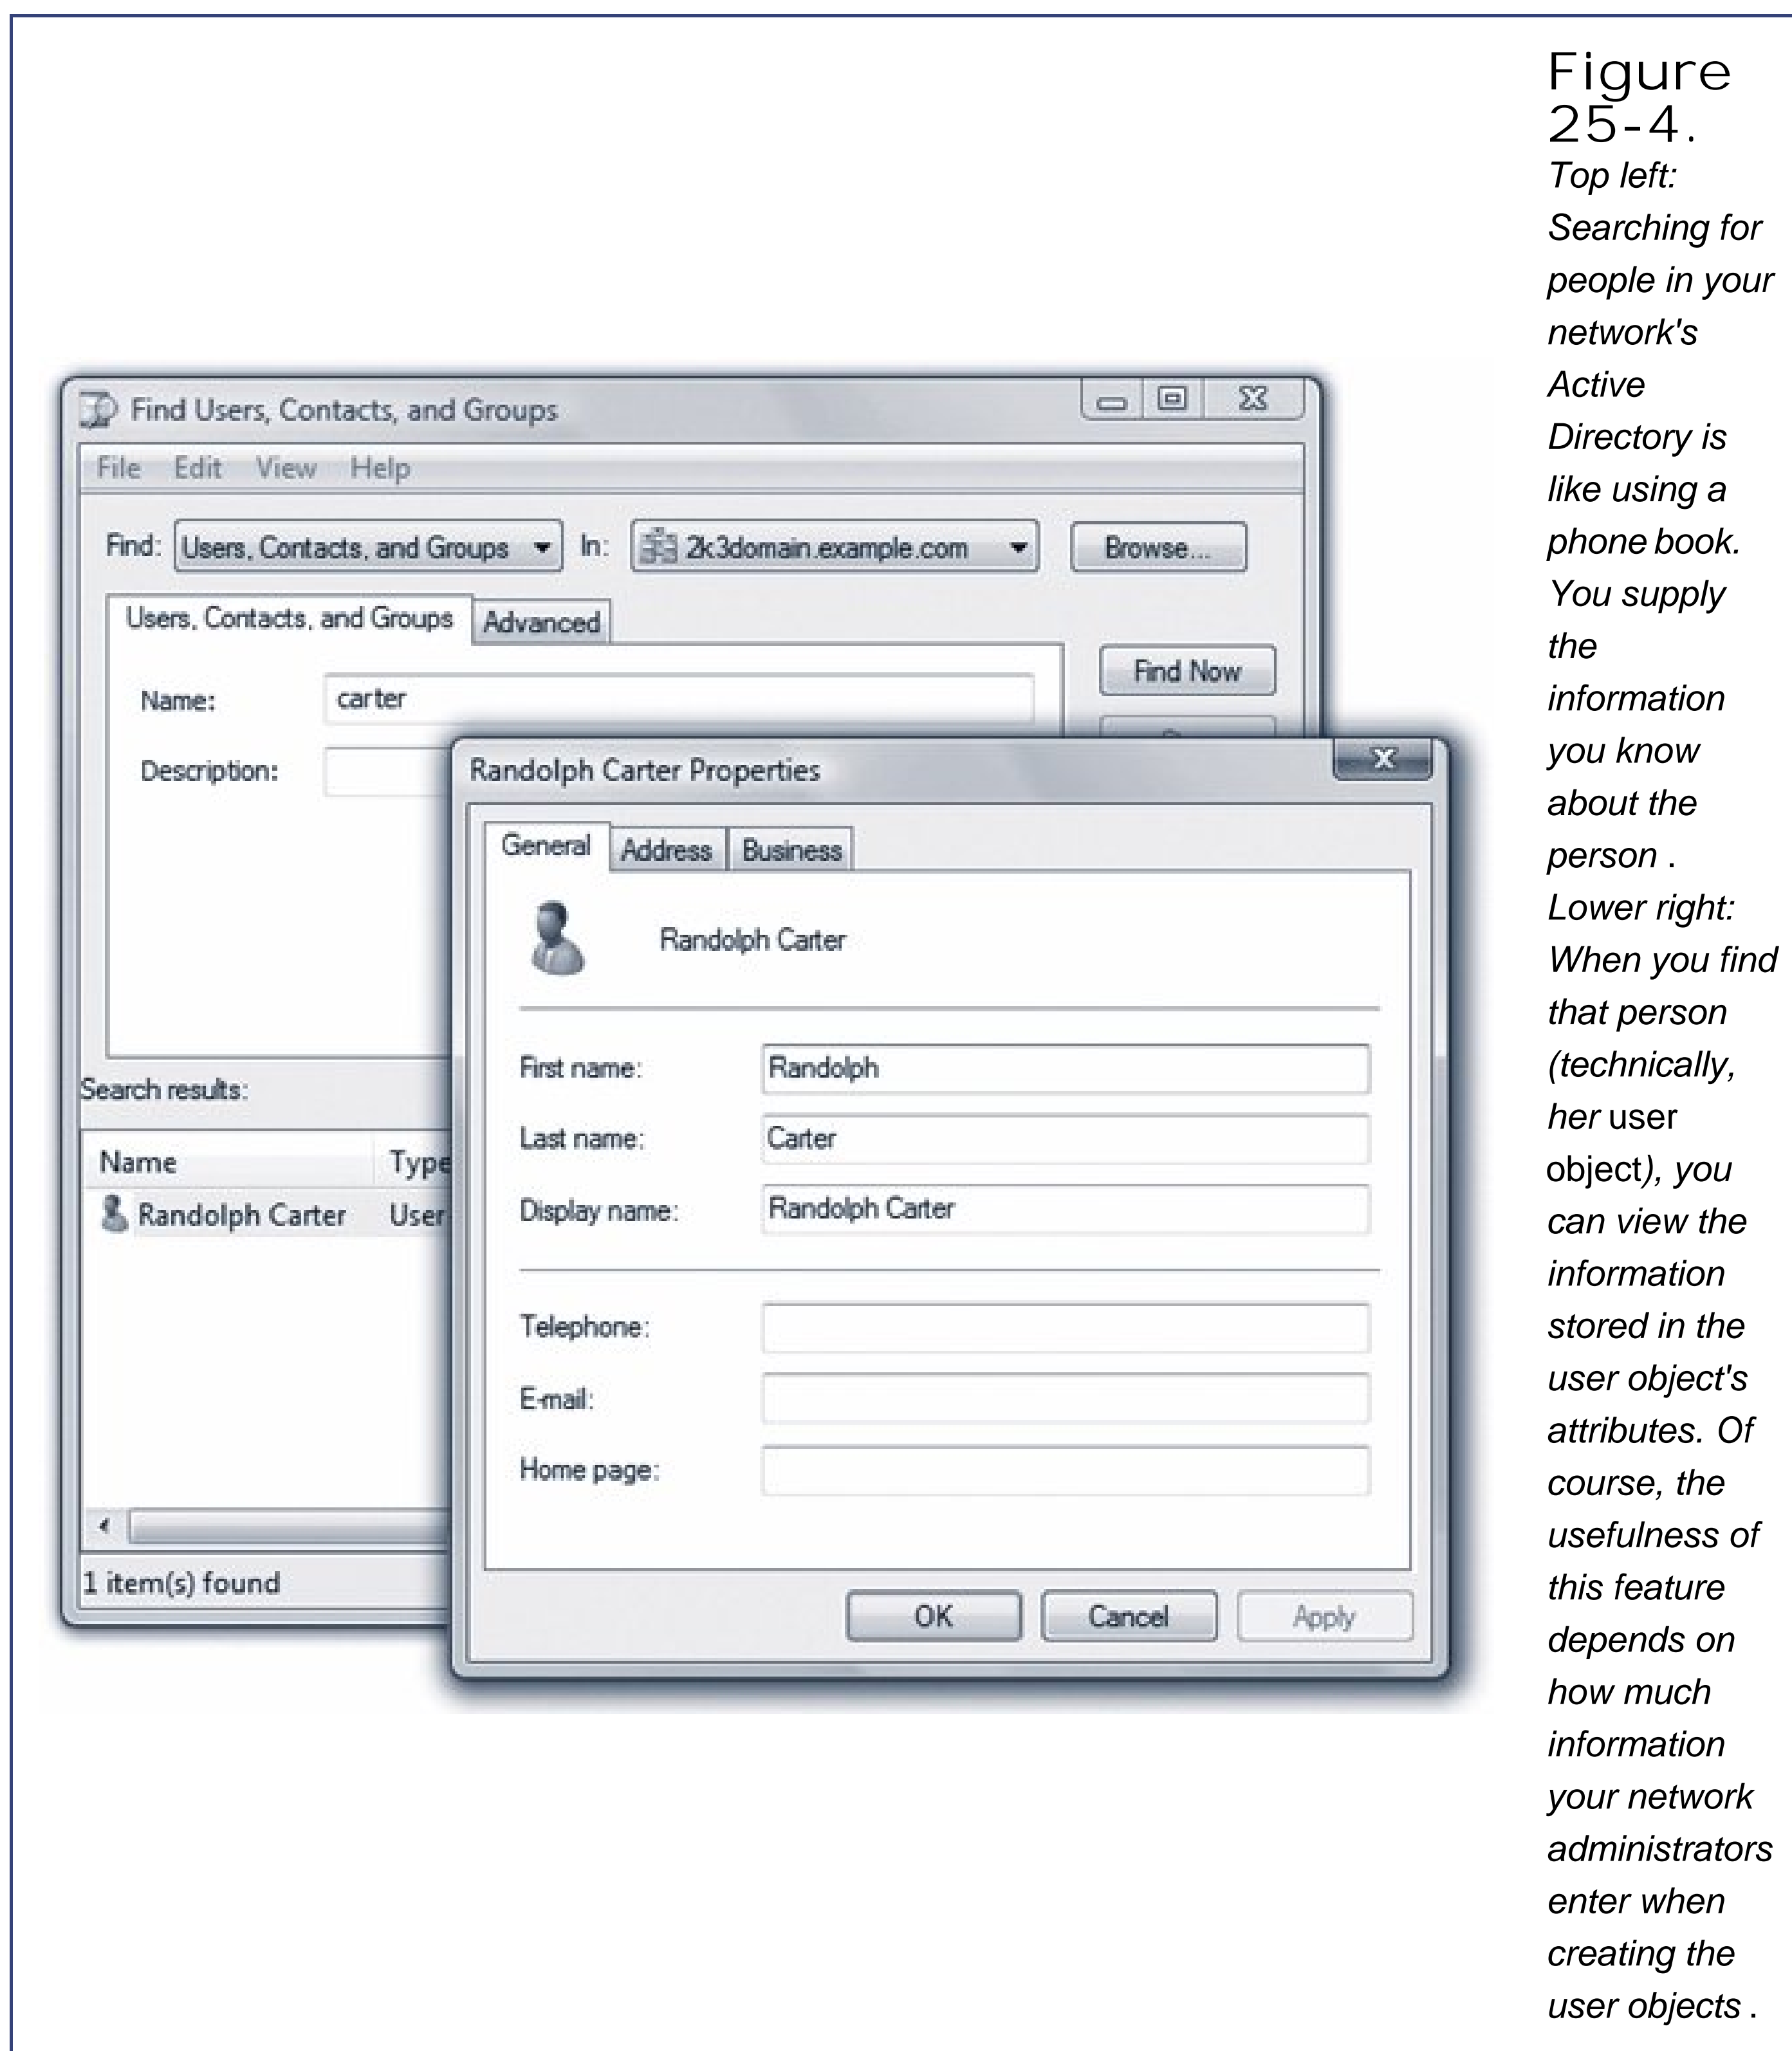 Figure
25-4.
Top left:
Searching for
people in your
network's
Active
Directory is
like using a
phone book.
You supply
the
information
you know
about the
person .
Lower right:
When you find
that person
(technically,
her user
object), you
can view the
information
stored in the
user object's
attributes. Of
course, the
usefulness of
this feature
depends on
how much
information
your network
administrators
enter when
creating the
user objects .
Find Users, Contacts, and Groups
File Edit View Help
Find: Users, Contacts, and Groups In: 2k3domain.example.com Browse...
Users, Contacts, and Groups Advanced
Find Now
Name: carter
Description:
Search results:
Name Type
Randolph Carter User
1 item(s) found
Randolph Carter Properties
General Address Business
Randolph Carter
First name: Randolph
Last name: Carter
Display name: Randolph Carter
Telephone:
E-mail:
Home page:
OK Cancel Apply